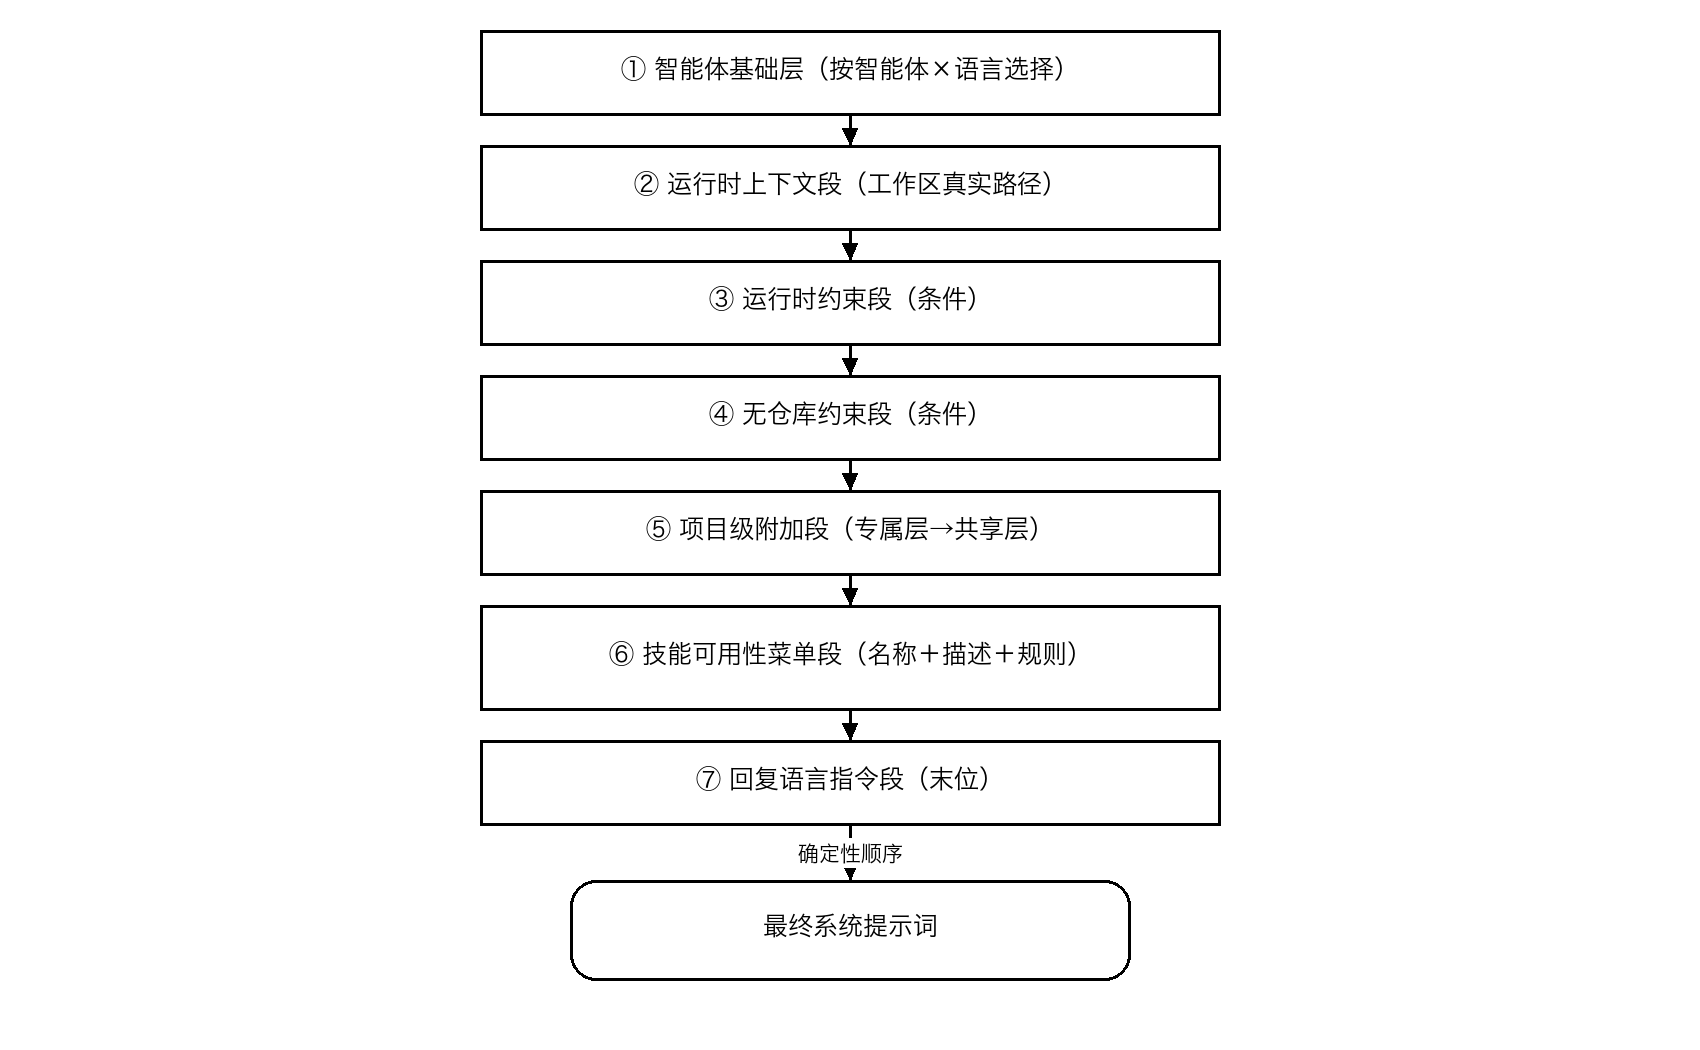 ① 智能体基础层（按智能体×语言选择）
② 运行时上下文段（工作区真实路径）
③ 运行时约束段（条件）
④ 无仓库约束段（条件）
⑤ 项目级附加段（专属层→共享层）
⑥ 技能可用性菜单段（名称＋描述＋规则）
⑦ 回复语言指令段（末位）
确定性顺序
最终系统提示词